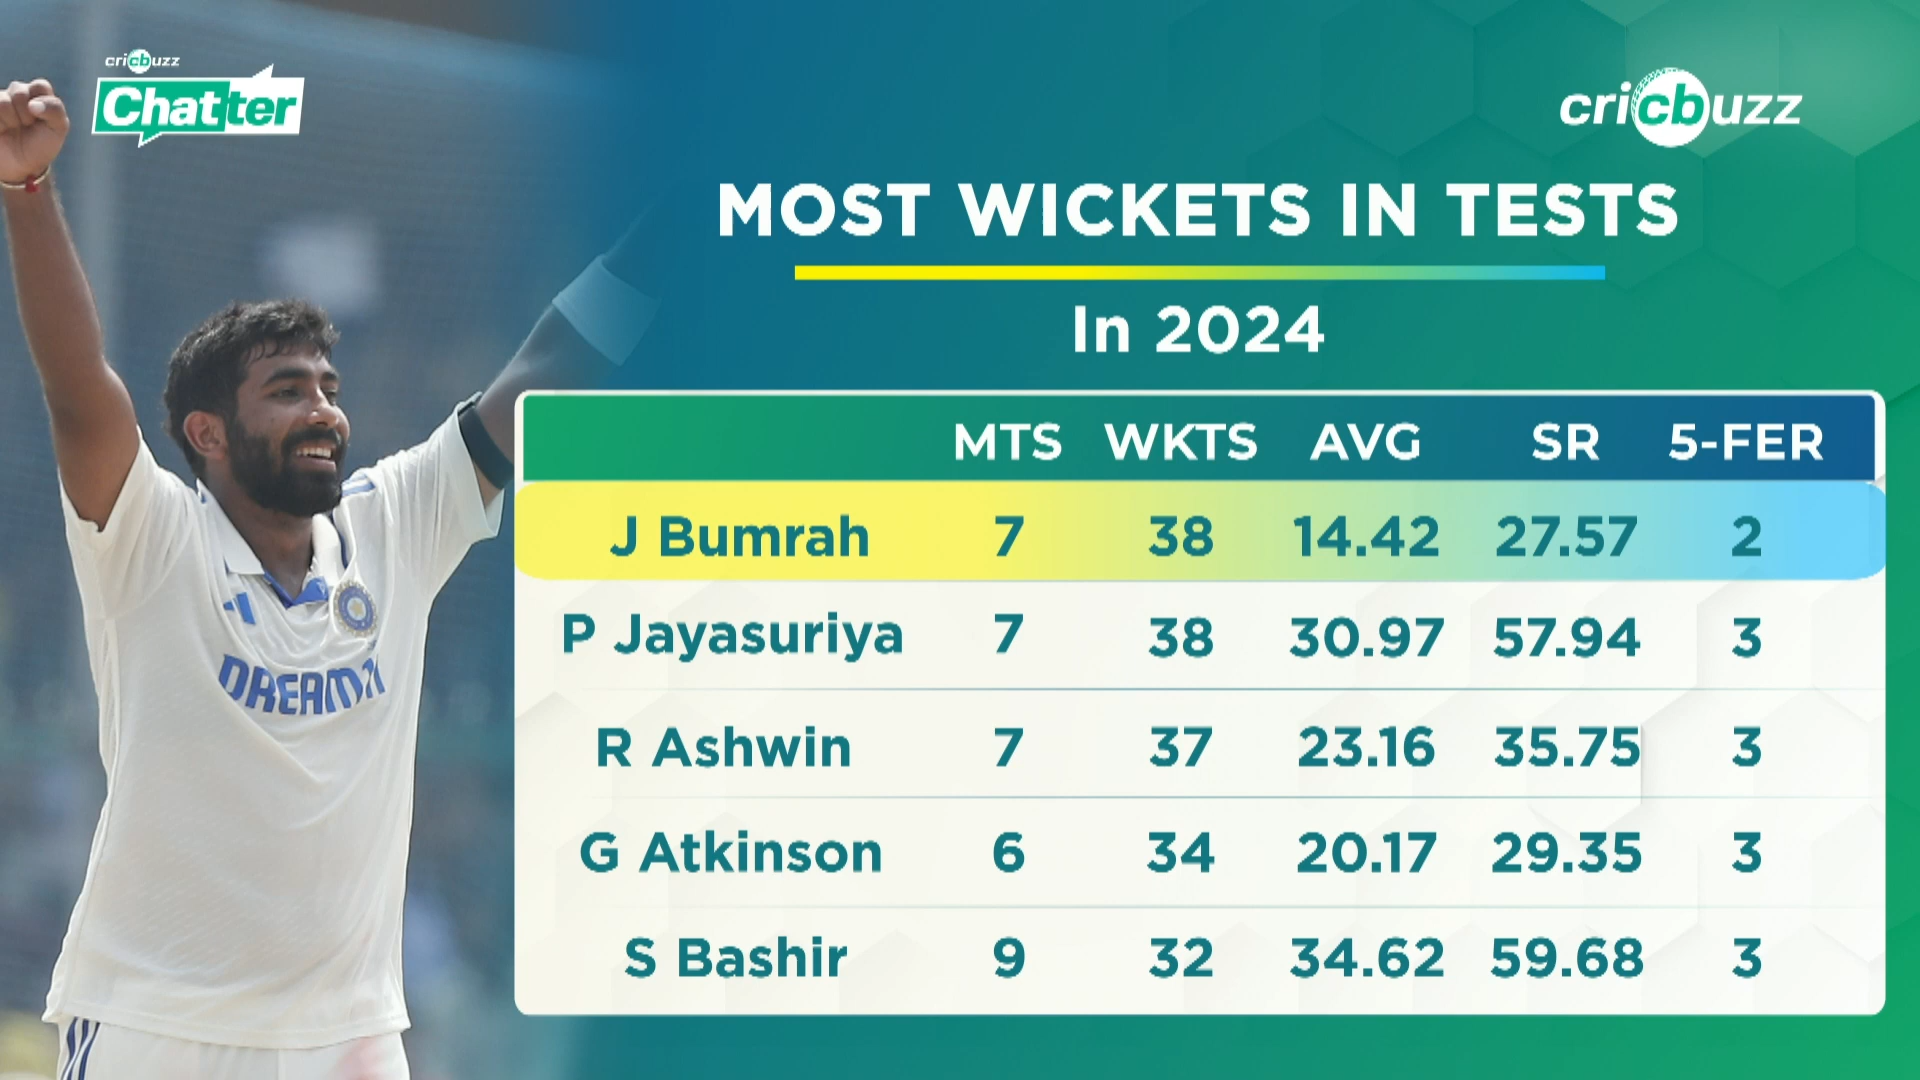 cricbuzz
Chatter
cricbuzz
MOST WICKETS IN TESTS
In 2024
MTS WKTS AVG SR 5-FER
J Bumrah 7 38 14.42 27.57 2
P Jayasuriya 7 38 30.97 57.94 3
R Ashwin 7 37 23.16 35.75 3
G Atkinson 6 34 20.17 29.35 3
S Bashir 9 32 34.62 59.68 3
DREAM11